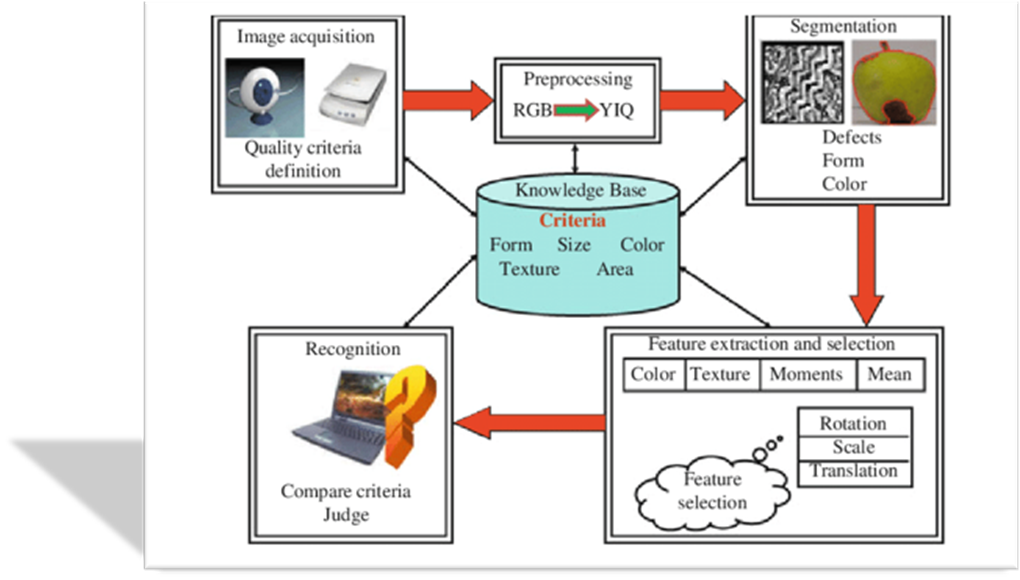 Image acquisition
Quality criteria
definition
Preprocessing
RGB YIQ
Segmentation
Defects
Form
Color
Knowledge Base
Criteria
Form Size Color
Texture Area
Feature extraction and selection
Color Texture Moments Mean
Rotation
Scale
Translation
Feature
selection
Recognition
Compare criteria
Judge